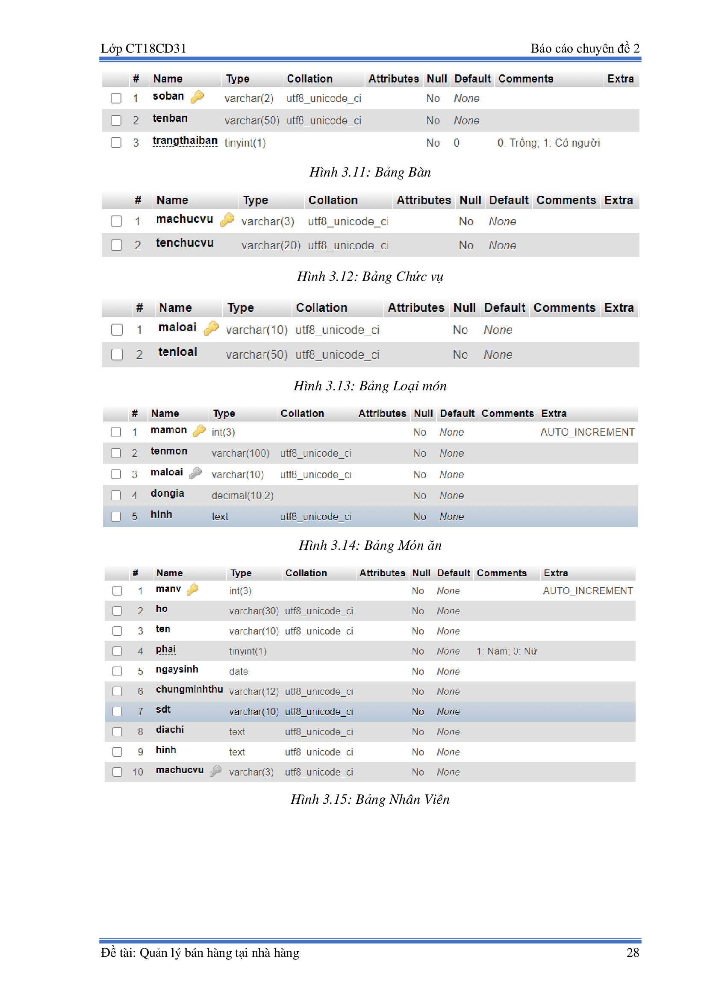 Lớp CT18CD31 Báo cáo chuyên đề 2
# Name Type Collation Attributes Null Default Comments Extra
1 soban varchar(2) utf8_unicode_ci No None
2 tenban varchar(50) utf8_unicode_ci No None
3 trangthaiban tinyint(1) No 0 0: Trống; 1: Có người
Hình 3.11: Bảng Bàn
# Name Type Collation Attributes Null Default Comments Extra
1 machucvu varchar(3) utf8_unicode_ci No None
2 tenchucvu varchar(20) utf8_unicode_ci No None
Hình 3.12: Bảng Chức vụ
# Name Type Collation Attributes Null Default Comments Extra
1 maloai varchar(10) utf8_unicode_ci No None
2 tenloai varchar(50) utf8_unicode_ci No None
Hình 3.13: Bảng Loại món
# Name Type Collation Attributes Null Default Comments Extra
1 mamon int(3) No None AUTO_INCREMENT
2 tenmon varchar(100) utf8_unicode_ci No None
3 maloai varchar(10) utf8_unicode_ci No None
4 dongia decimal(10,2) No None
5 hinh text utf8_unicode_ci No None
Hình 3.14: Bảng Món ăn
# Name Type Collation Attributes Null Default Comments Extra
1 manv int(3) No None AUTO_INCREMENT
2 ho varchar(30) utf8_unicode_ci No None
3 ten varchar(10) utf8_unicode_ci No None
4 phai tinyint(1) No None 1: Nam; 0: Nữ
5 ngaysinh date No None
6 chungminhthu varchar(12) utf8_unicode_ci No None
7 sdt varchar(10) utf8_unicode_ci No None
8 diachi text utf8_unicode_ci No None
9 hinh text utf8_unicode_ci No None
10 machucvu varchar(3) utf8_unicode_ci No None
Hình 3.15: Bảng Nhân Viên
Đề tài: Quản lý bán hàng tại nhà hàng 28